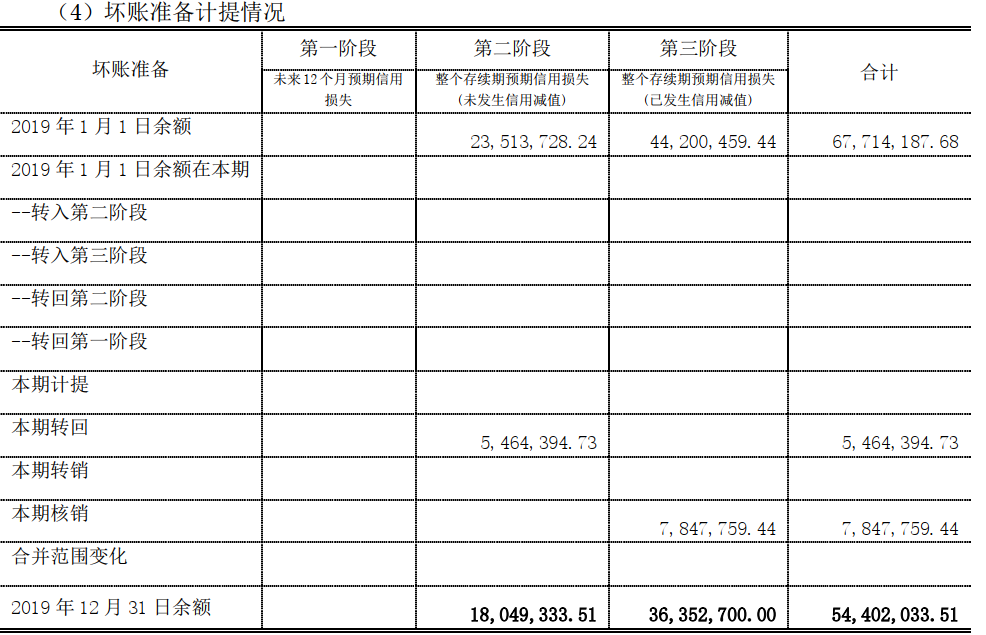 （4）坏账准备计提情况
坏账准备 第一阶段 第二阶段 第三阶段 合计
未来12个月预期信用 整个存续期预期信用损失 整个存续期预期信用损失
损失 (未发生信用减值) (已发生信用减值)
2019年1月1日余额 23,513,728.24 44,200,459.44 67,714,187.68
2019年1月1日余额在本期
--转入第二阶段
--转入第三阶段
--转回第二阶段
--转回第一阶段
本期计提
本期转回 5,464,394.73 5,464,394.73
本期转销
本期核销 7,847,759.44 7,847,759.44
合并范围变化
2019年12月31日余额 18,049,333.51 36,352,700.00 54,402,033.51